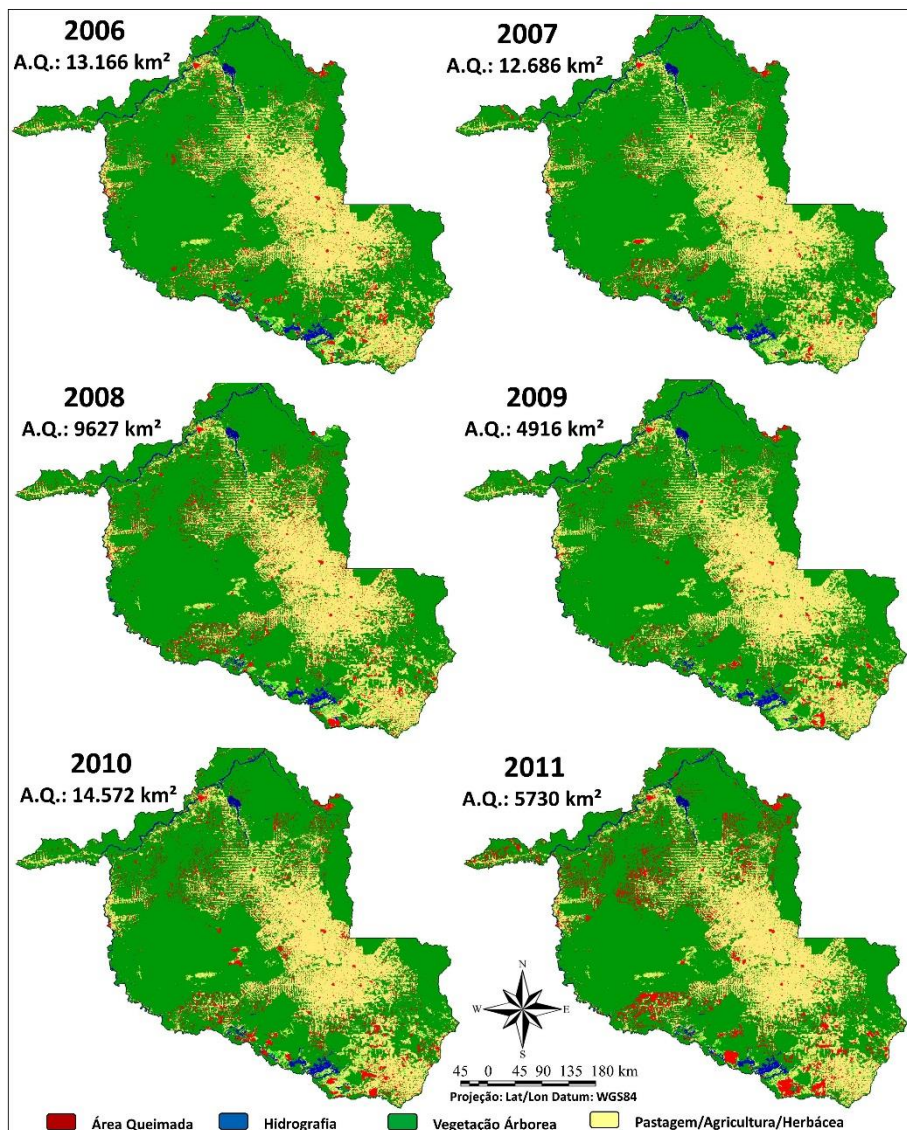 2006
A.Q.: 13.166 km²
2007
A.Q.: 12.686 km²
2008
A.Q.: 9627 km²
2009
A.Q.: 4916 km²
2010
A.Q.: 14.572 km²
2011
A.Q.: 5730 km²
N
W E
S
45 0 45 90 135 180 km
Projeção: Lat/Lon Datum: WGS84
Área Queimada Hidrografia Vegetação Árborea Pastagem/Agricultura/Herbácea